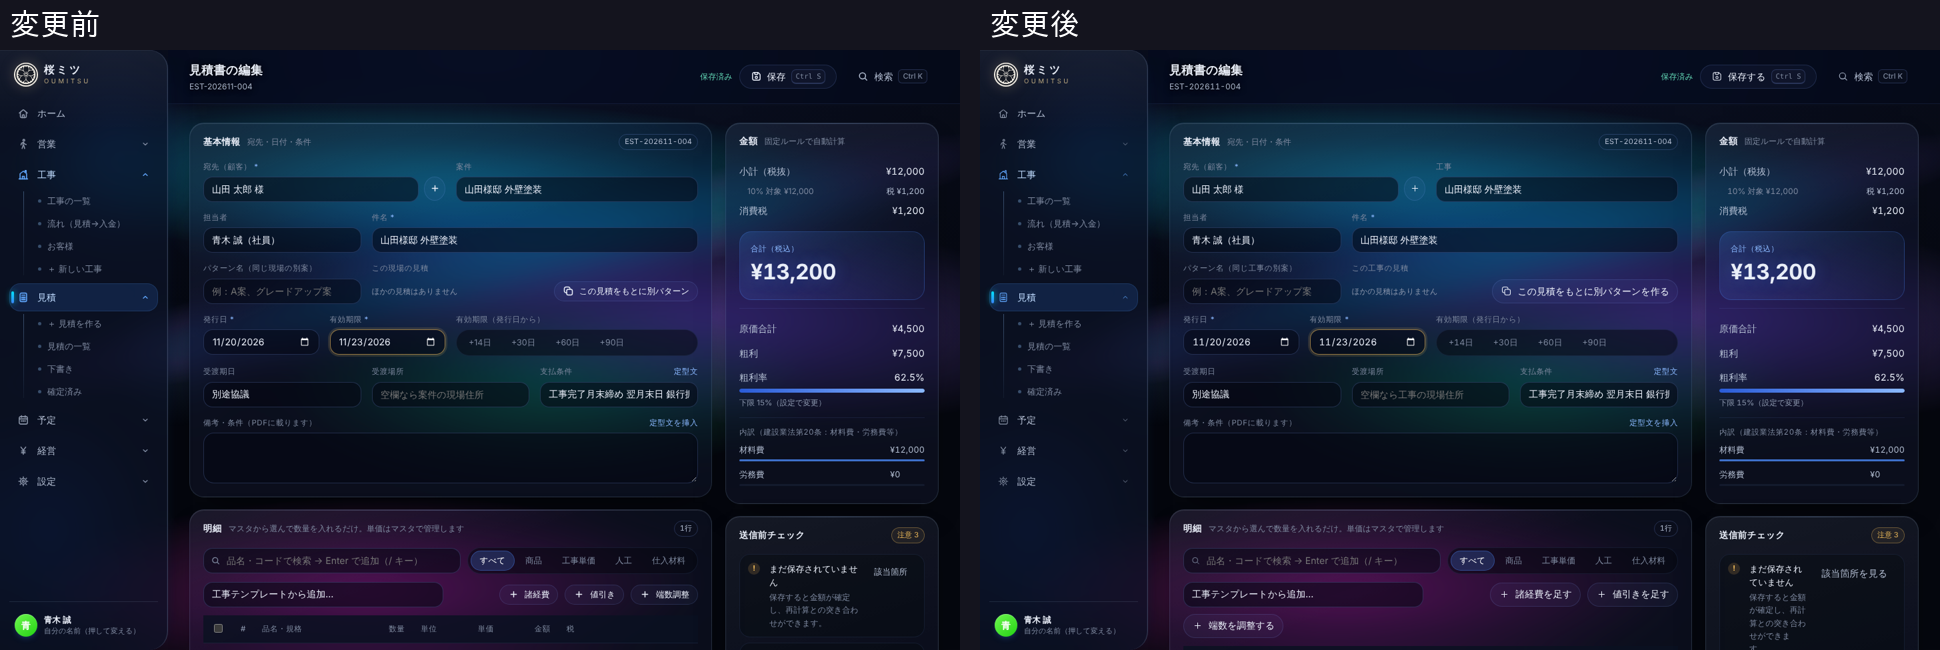 変更前
桜ミツ
OUMITSU
ホーム
営業
工事
工事の一覧
流れ（見積→入金）
お客様
＋ 新しい工事
見積
＋ 見積を作る
見積の一覧
下書き
確定済み
予定
経営
設定
青
青木 誠
自分の名前（押して変える）
見積書の編集
EST-202611-004
保存済み
保存 Ctrl S
検索 Ctrl K
基本情報 宛先・日付・条件
EST-202611-004
宛先（顧客） * 案件
山田 太郎 様 + 山田様邸 外壁塗装
担当者 件名 *
青木 誠（社員） 山田様邸 外壁塗装
パターン名（同じ現場の別案） この現場の見積
例：A案、グレードアップ案 ほかの見積はありません この見積をもとに別パターン
発行日 * 有効期限 * 有効期限（発行日から）
11/20/2026 11/23/2026 +14日 +30日 +60日 +90日
受渡期日 受渡場所 支払条件 定型文
別途協議 空欄なら案件の現場住所 工事完了月末締め 翌月末日 銀行振
備考・条件（PDFに載ります） 定型文を挿入
明細 マスタから選んで数量を入れるだけ。単価はマスタで管理します 1行
品名・コードで検索 → Enter で追加（/ キー） すべて 商品 工事単価 人工 仕入材料
工事テンプレートから追加... + 諸経費 + 値引き + 端数調整
# 品名・規格 数量 単位 単価 金額 税
金額 固定ルールで自動計算
小計（税抜） ¥12,000
10% 対象 ¥12,000 税 ¥1,200
消費税 ¥1,200
合計（税込）
¥13,200
原価合計 ¥4,500
粗利 ¥7,500
粗利率 62.5%
下限 15%（設定で変更）
内訳（建設業法第20条：材料費・労務費等）
材料費 ¥12,000
労務費 ¥0
送信前チェック 注意 3
! まだ保存されていませ
ん
該当箇所
保存すると金額が確定
し、再計算との突き合わ
せができます。
変更後
桜ミツ
OUMITSU
ホーム
営業
工事
工事の一覧
流れ（見積→入金）
お客様
＋ 新しい工事
見積
＋ 見積を作る
見積の一覧
下書き
確定済み
予定
経営
設定
青
青木 誠
自分の名前（押して変える）
見積書の編集
EST-202611-004
保存済み
保存する Ctrl S
検索 Ctrl K
基本情報 宛先・日付・条件
EST-202611-004
宛先（顧客） * 工事
山田 太郎 様 + 山田様邸 外壁塗装
担当者 件名 *
青木 誠（社員） 山田様邸 外壁塗装
パターン名（同じ工事の別案） この工事の見積
例：A案、グレードアップ案 ほかの見積はありません この見積をもとに別パターンを作る
発行日 * 有効期限 * 有効期限（発行日から）
11/20/2026 11/23/2026 +14日 +30日 +60日 +90日
受渡期日 受渡場所 支払条件 定型文
別途協議 空欄なら工事の現場住所 工事完了月末締め 翌月末日 銀行振
備考・条件（PDFに載ります） 定型文を挿入
明細 マスタから選んで数量を入れるだけ。単価はマスタで管理します 1行
品名・コードで検索 → Enter で追加（/ キー） すべて 商品 工事単価 人工 仕入材料
工事テンプレートから追加... + 諸経費を足す + 値引きを足す
+ 端数を調整する
金額 固定ルールで自動計算
小計（税抜） ¥12,000
10% 対象 ¥12,000 税 ¥1,200
消費税 ¥1,200
合計（税込）
¥13,200
原価合計 ¥4,500
粗利 ¥7,500
粗利率 62.5%
下限 15%（設定で変更）
内訳（建設業法第20条：材料費・労務費等）
材料費 ¥12,000
労務費 ¥0
送信前チェック 注意 3
! まだ保存され
ていません
該当箇所を見る
保存すると金額
が確定し、再計
算との突き合わ
せができま
す。